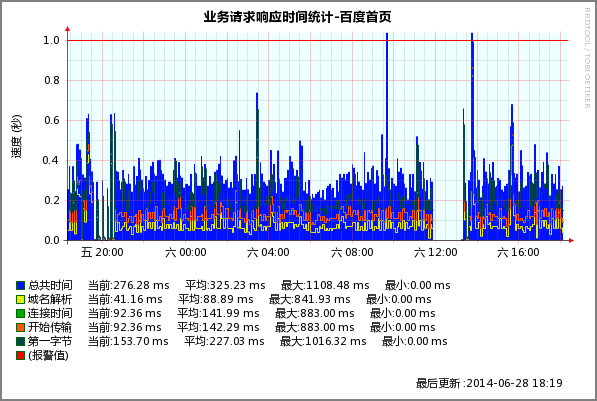 业务请求响应时间统计-百度首页
RRDTOOL / TOBI OETIKER
速度 (秒)
1.0
0.8
0.6
0.4
0.2
0.0
五 20:00 六 00:00 六 04:00 六 08:00 六 12:00 六 16:00
总共时间 当前:276.28 ms 平均:325.23 ms 最大:1108.48 ms 最小:0.00 ms
域名解析 当前:41.16 ms 平均:88.89 ms 最大:841.93 ms 最小:0.00 ms
连接时间 当前:92.36 ms 平均:141.99 ms 最大:883.00 ms 最小:0.00 ms
开始传输 当前:92.36 ms 平均:142.29 ms 最大:883.00 ms 最小:0.00 ms
第一字节 当前:153.70 ms 平均:227.03 ms 最大:1016.32 ms 最小:0.00 ms
(报警值)
最后更新 :2014-06-28 18:19